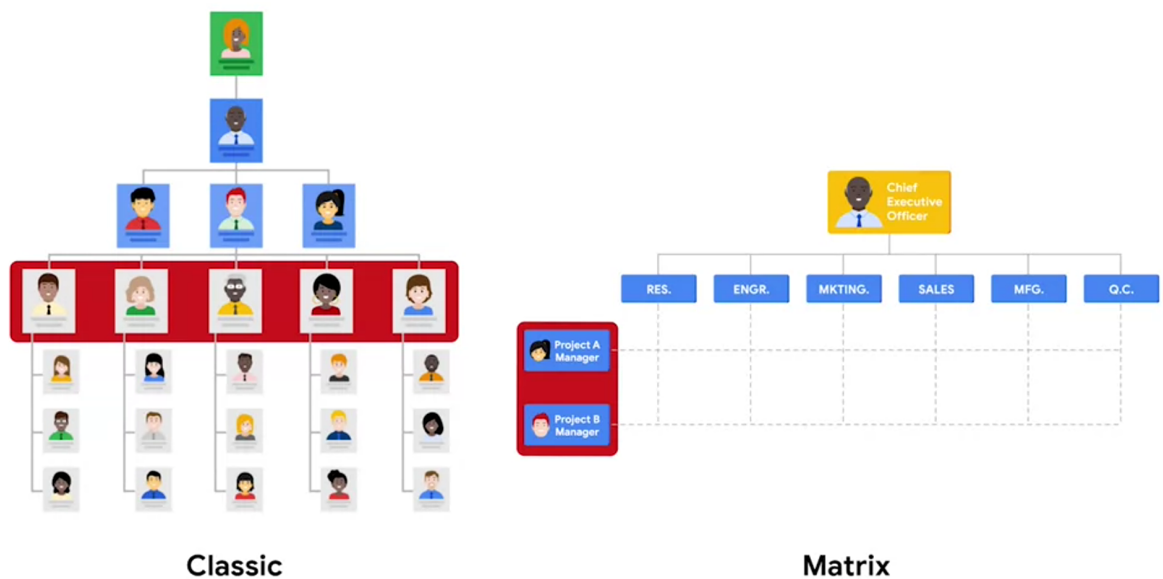 Chief
Executive
Officer
RES.
ENGR.
MKTING.
SALES
MFG.
Q.C.
Project A
Manager
Project B
Manager
Classic
Matrix